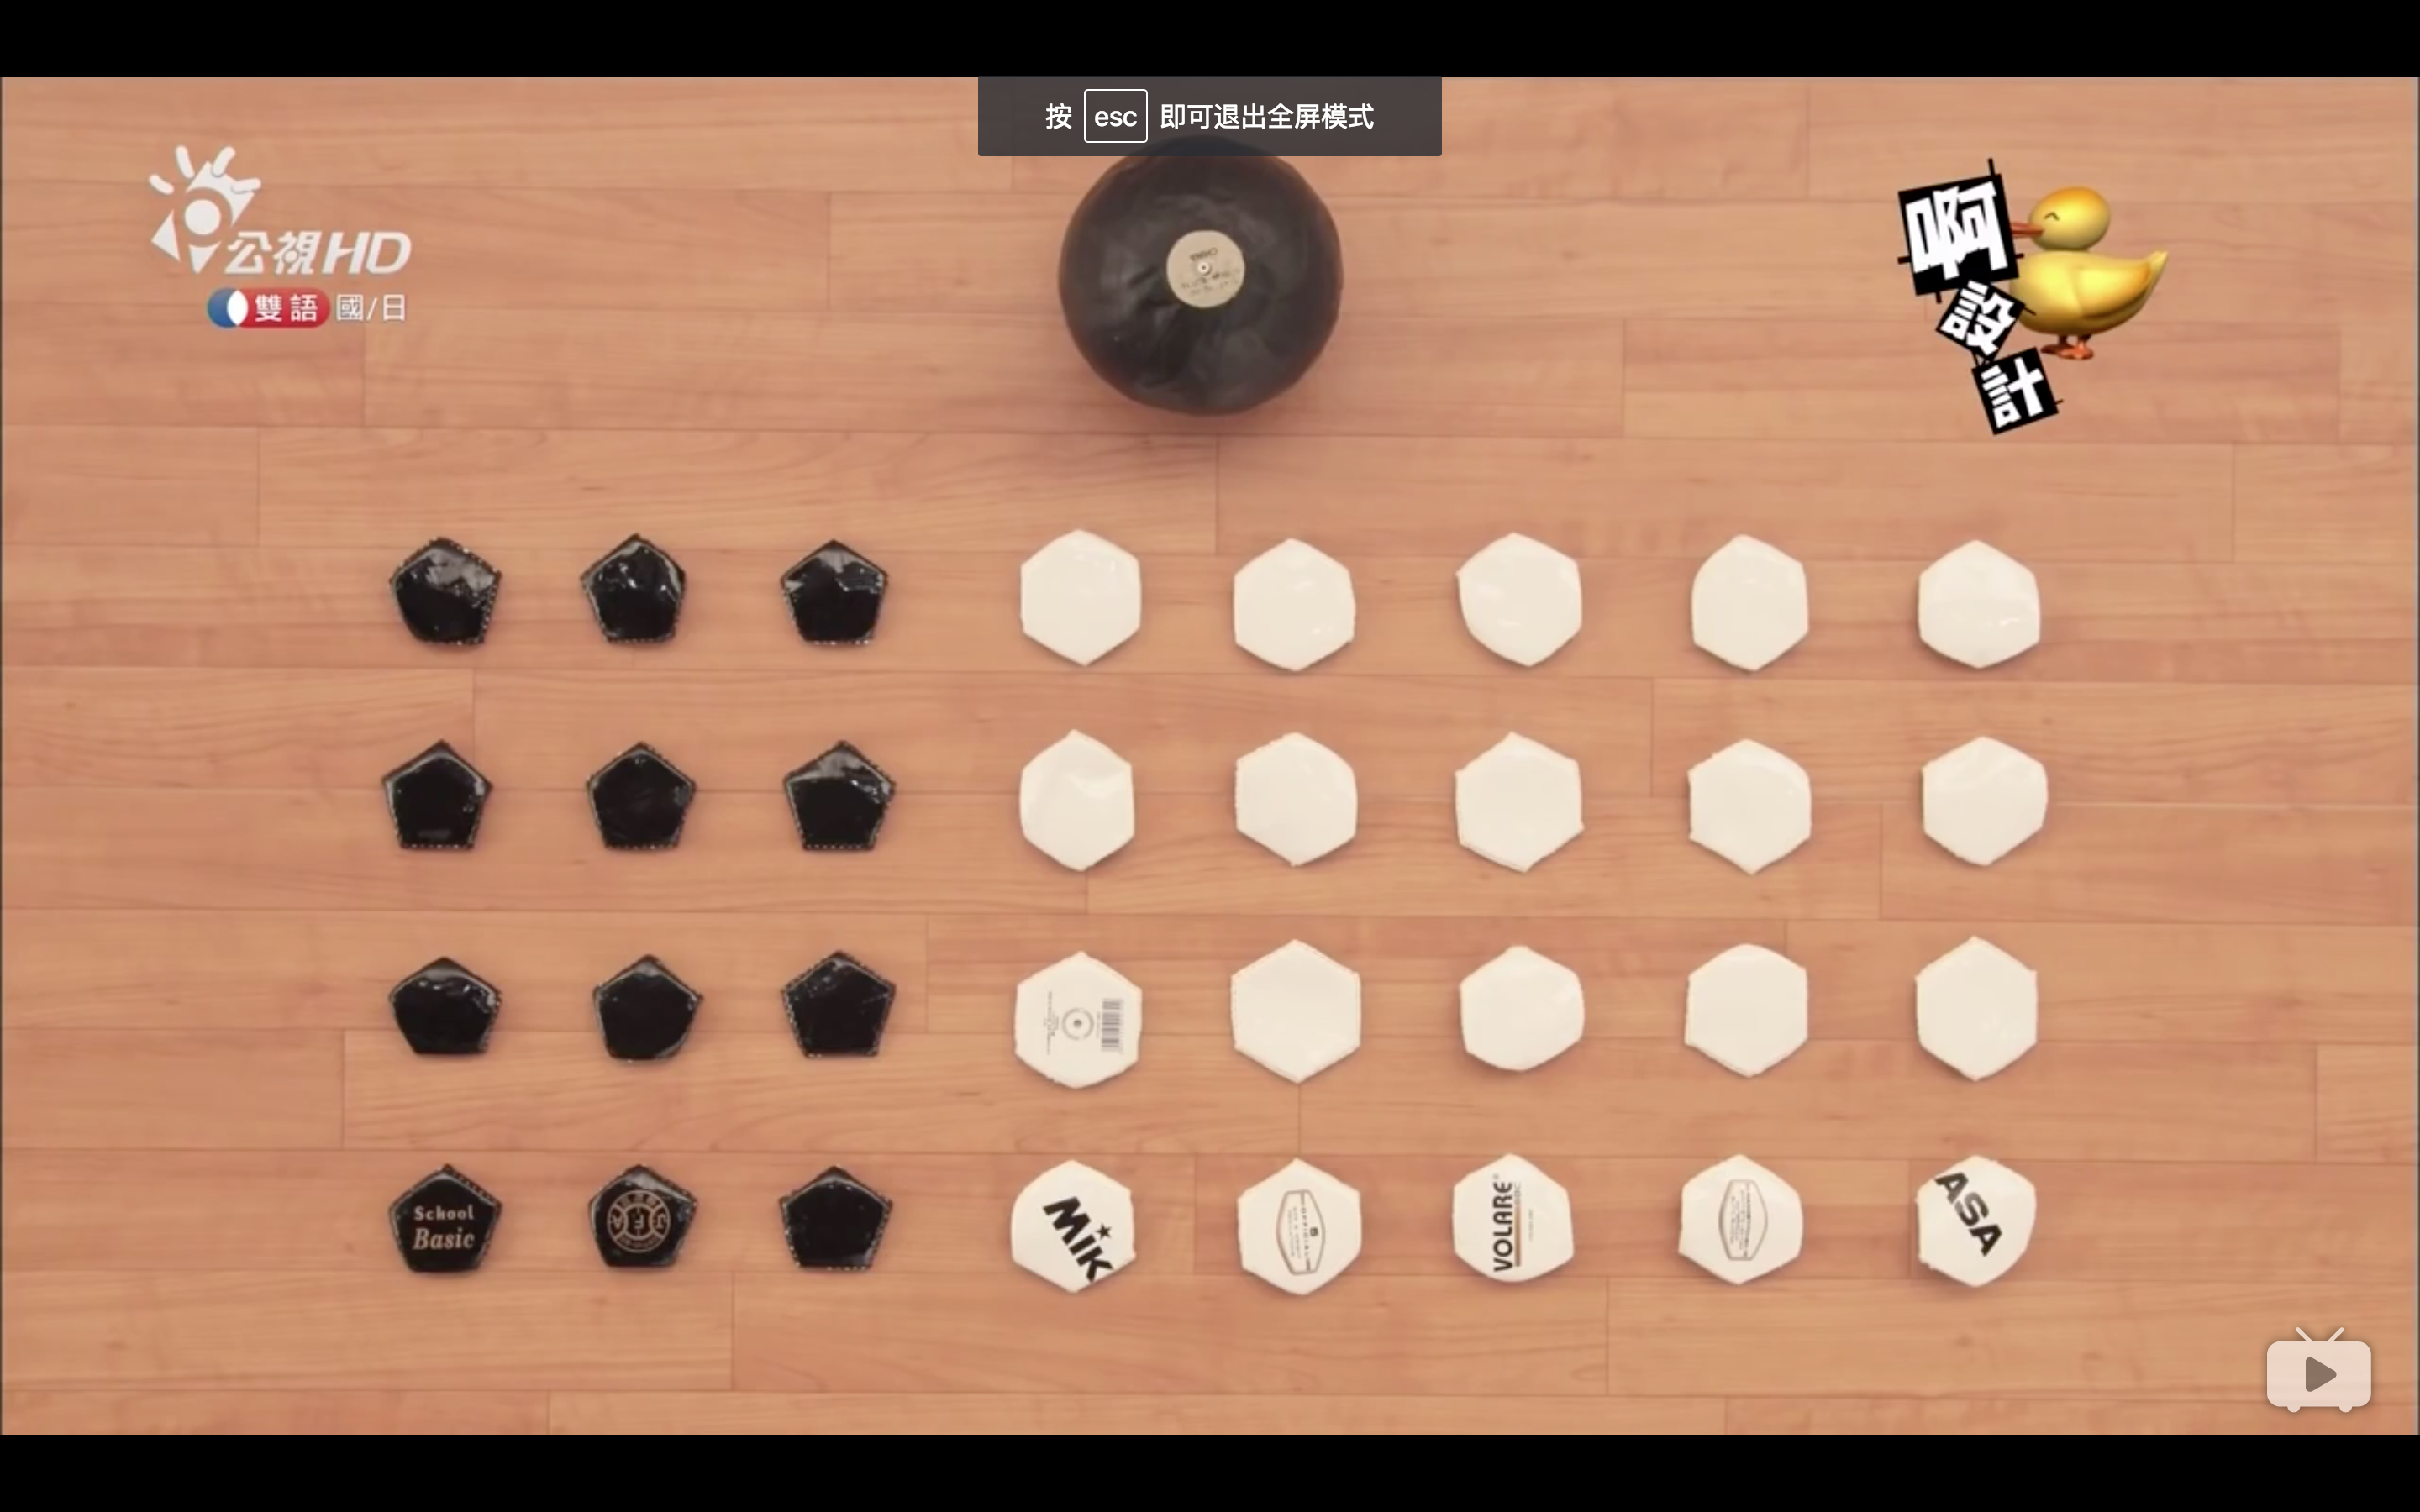 按 esc 即可退出全屏模式
公視HD
雙語 國/日
啊
設
計
CHINA
School
Basic
MiK
VOLARE
ASA